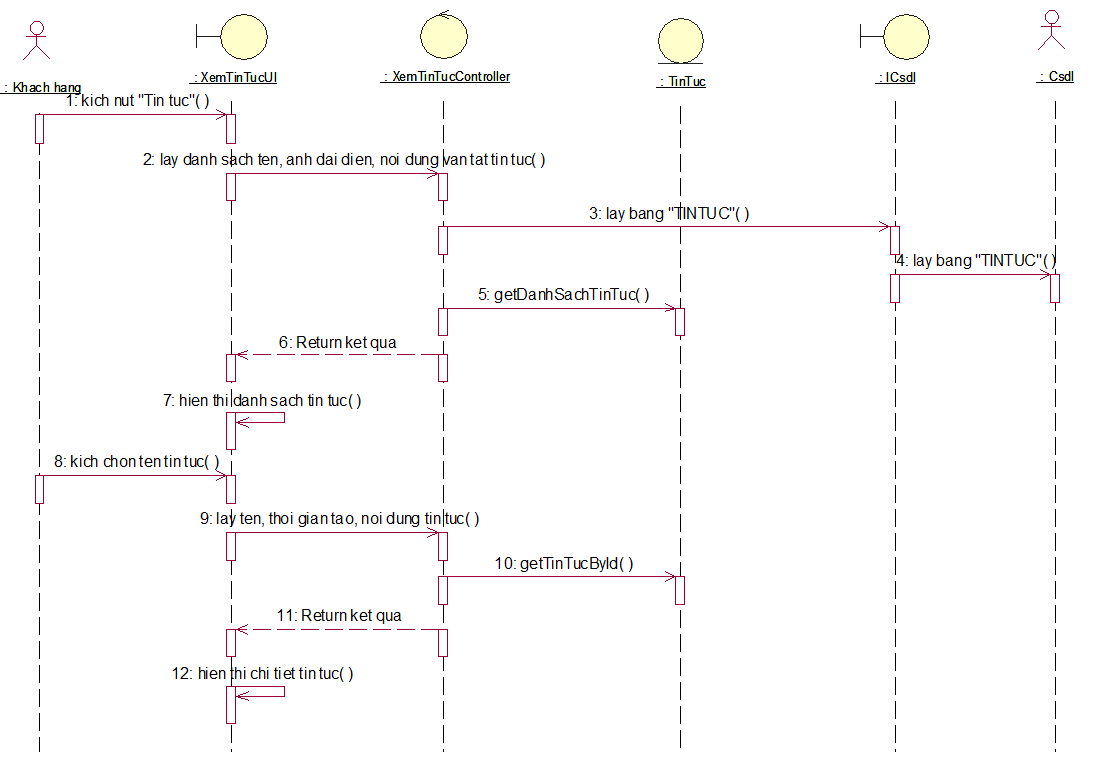 : Khach hang
: XemTinTucUI
: XemTinTucController
: TinTuc
: ICsdl
: Csdl
1: kich nut "Tin tuc"( )
2: lay danh sach ten, anh dai dien, noi dung van tat tin tuc( )
3: lay bang "TINTUC"( )
4: lay bang "TINTUC"( )
5: getDanhSachTinTuc( )
6: Return ket qua
7: hien thi danh sach tin tuc( )
8: kich chon ten tin tuc( )
9: lay ten, thoi gian tao, noi dung tin tuc( )
10: getTinTucById( )
11: Return ket qua
12: hien thi chi tiet tin tuc( )